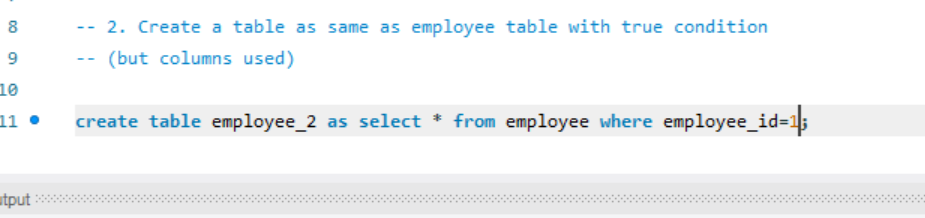 8 -- 2. Create a table as same as employee table with true condition
9 -- (but columns used)
10
11 create table employee_2 as select * from employee where employee_id=1;
utput